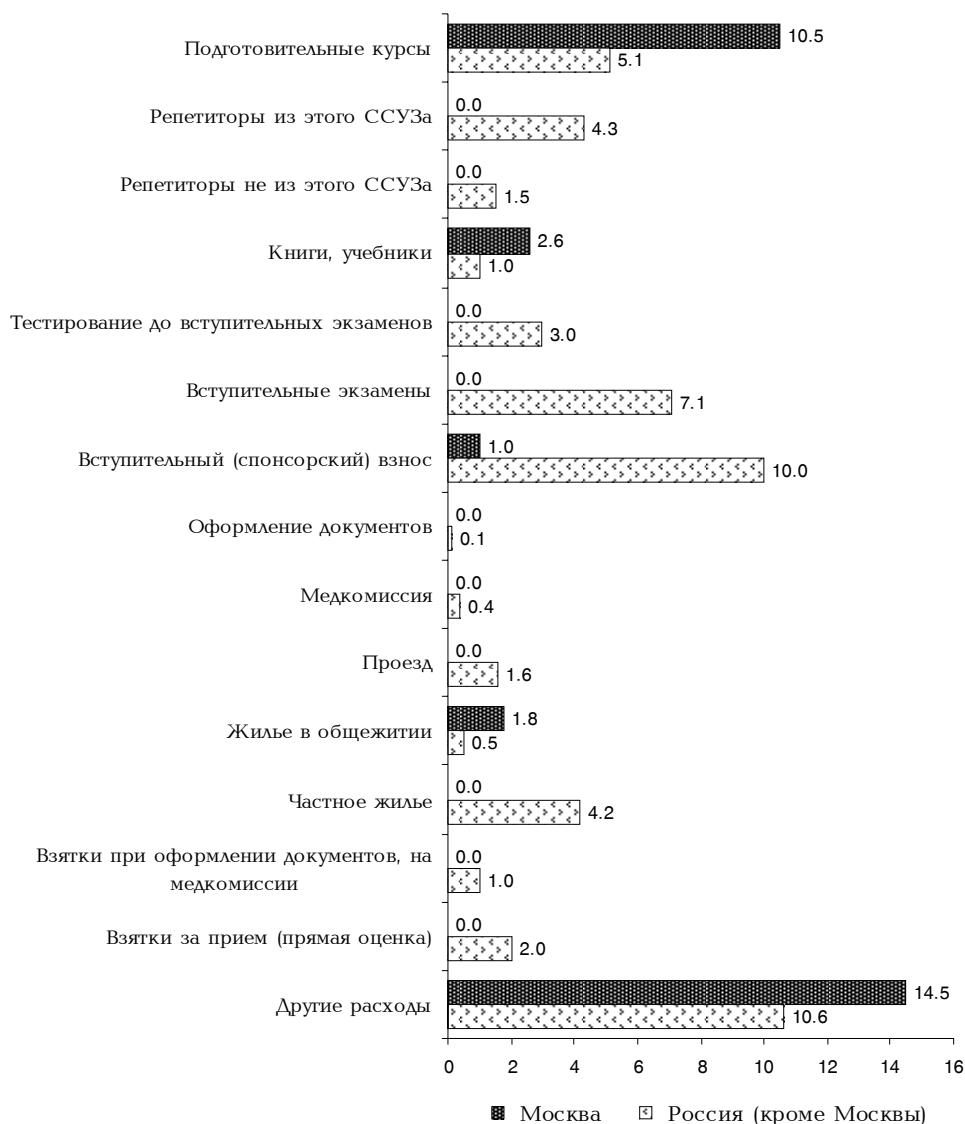 Подготовительные курсы
10.5
5.1
Репетиторы из этого ССУЗа
0.0
4.3
Репетиторы не из этого ССУЗа
0.0
1.5
Книги, учебники
2.6
1.0
Тестирование до вступительных экзаменов
0.0
3.0
Вступительные экзамены
0.0
7.1
Вступительный (спонсорский) взнос
1.0
10.0
Оформление документов
0.0
0.1
Медкомиссия
0.0
0.4
Проезд
0.0
1.6
Жилье в общежитии
1.8
0.5
Частное жилье
0.0
4.2
Взятки при оформлении документов, на
медкомиссии
0.0
1.0
Взятки за прием (прямая оценка)
0.0
2.0
Другие расходы
14.5
10.6
0 2 4 6 8 10 12 14 16
Москва Россия (кроме Москвы)